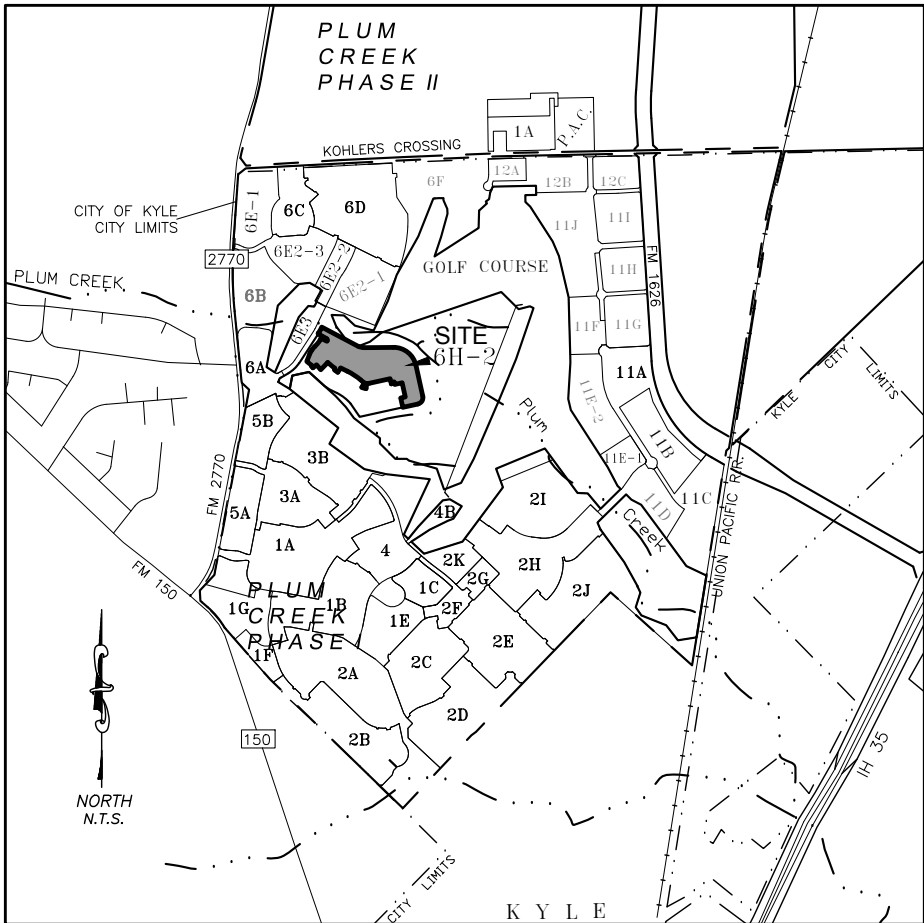 PLUM
CREEK
PHASE II
1A
P.A.C.
KOHLERS CROSSING
6F
12A
12B
12C
CITY OF KYLE
CITY LIMITS
6E-1
6C
6D
11J
11I
2770
6E2-3
6E2-2
6E2-1
GOLF COURSE
11H
FM 1626
PLUM CREEK
6B
6E3
11F
11G
SITE
6H-2
6A
11A
KYLE CITY LIMITS
5B
Plum
11E-2
11B
3B
11E-1
FM 2770
3A
5A
2I
11C
11D
4B
Creek
1A
4
2K
2H
UNION PACIFIC R.R.
FM 150
2G
2J
PLUM
CREEK
PHASE
1G
1B
1C
2F
1E
2E
1F
2A
2C
2D
150
2B
IH 35
NORTH
N.T.S.
CITY LIMITS
KYLE